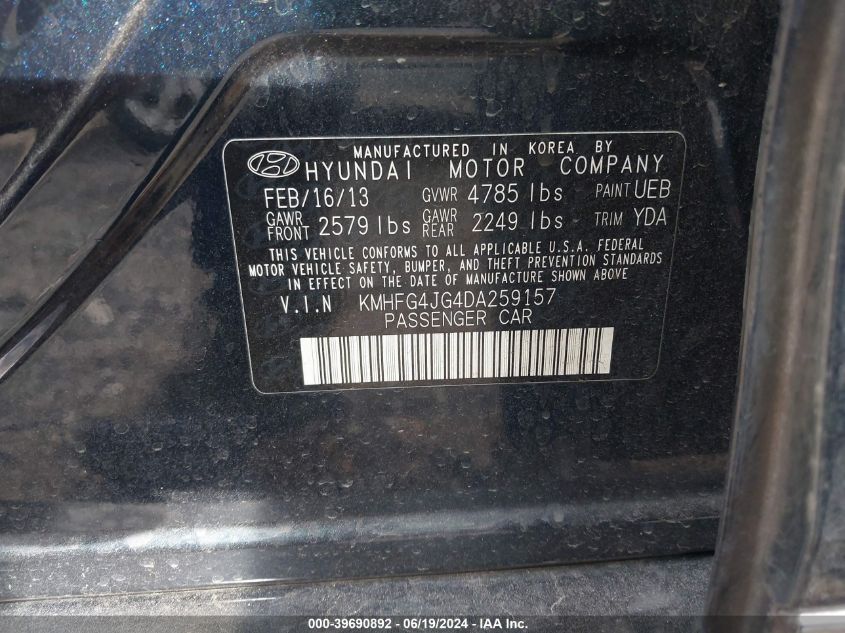 MANUFACTURED IN KOREA BY
HYUNDAI MOTOR COMPANY
FEB/16/13 GVWR 4785 lbs PAINT UEB
GAWR FRONT 2579 lbs GAWR REAR 2249 lbs TRIM YDA
THIS VEHICLE CONFORMS TO ALL APPLICABLE U.S.A. FEDERAL
MOTOR VEHICLE SAFETY, BUMPER, AND THEFT PREVENTION STANDARDS
IN EFFECT ON THE DATE OF MANUFACTURE SHOWN ABOVE
V.I.N KMHFG4JG4DA259157
PASSENGER CAR
000-39690892 - 06/19/2024 - IAA Inc.